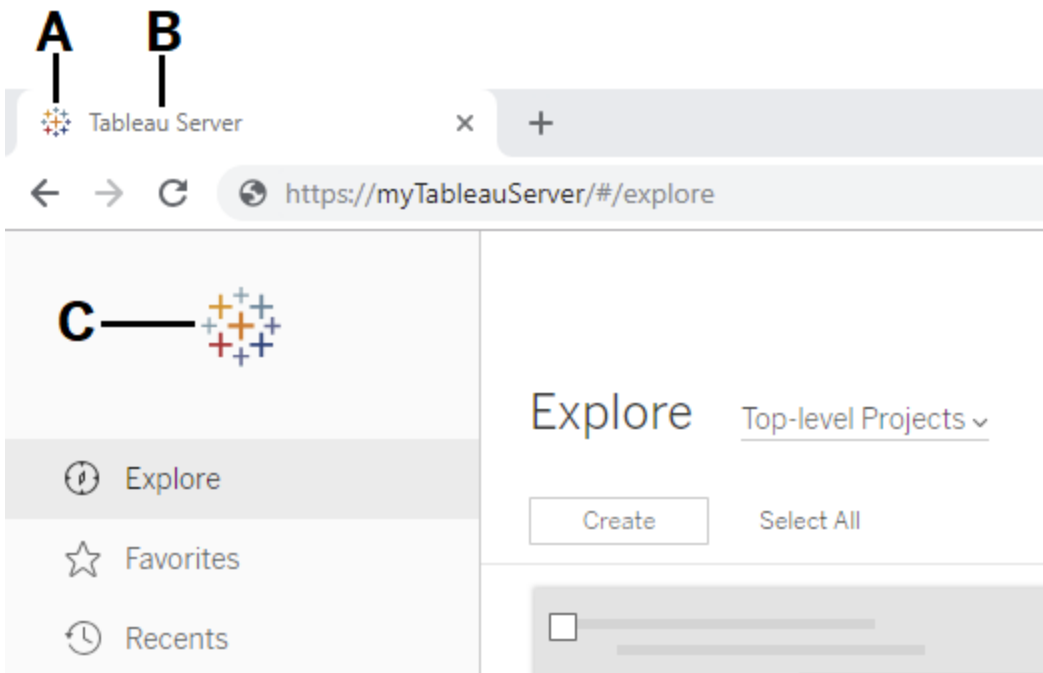 A B
Tableau Server
https://myTableauServer/#/explore
C
Explore Top-level Projects
Create Select All
Explore
Favorites
Recents